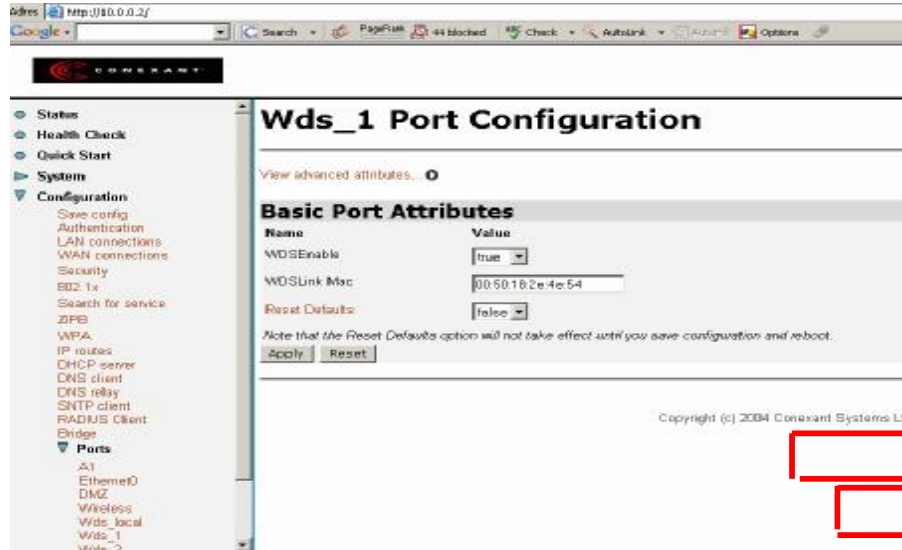 Adres http://10.0.0.2/
Google Search PageRank 44 blocked Check AutoLink Options
CONEXANT
Status
Health Check
Quick Start
System
Configuration
Save config
Authentication
LAN connections
WAN connections
Security
802.1x
Search for service
ZIPB
WPA
IP routes
DHCP server
DNS client
DNS relay
SNTP client
RADIUS Client
Bridge
Ports
A1
Ethernet0
DMZ
Wireless
Wds_local
Wds_1
Wds_2
Wds_1 Port Configuration
View advanced attributes...
Basic Port Attributes
Name Value
WDSEnable true
WDSLink Mac 00:50:18:2e:4e:54
Reset Defaults false
Note that the Reset Defaults option will not take effect until you save configuration and reboot.
Apply Reset
Copyright (c) 2004 Conexant Systems